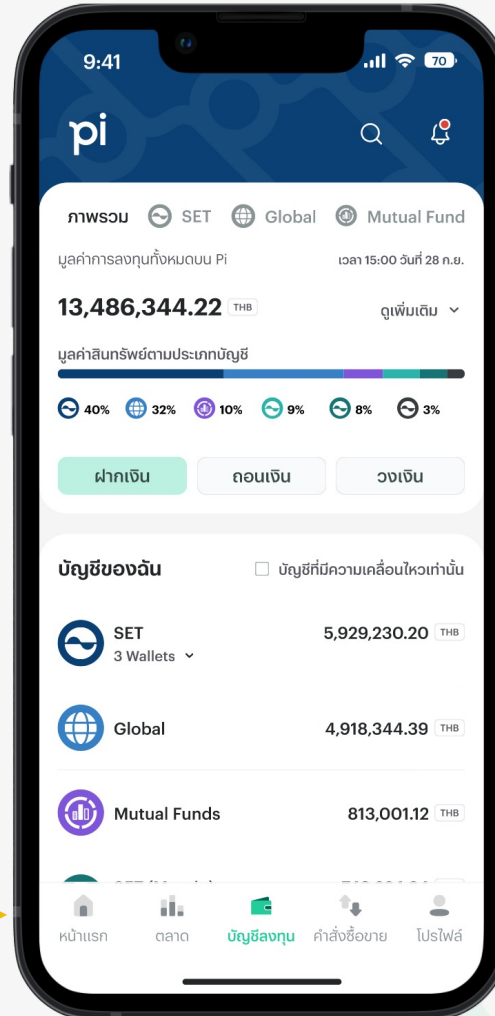 9:41
70
pi
ภาพรวม SET Global Mutual Fund
มูลค่าการลงทุนทั้งหมดบน Pi เวลา 15:00 วันที่ 28 ก.ย.
13,486,344.22 THB ดูเพิ่มเติม
มูลค่าสินทรัพย์ตามประเภทบัญชี
40% 32% 10% 9% 8% 3%
ฝากเงิน ถอนเงิน วงเงิน
บัญชีของฉัน บัญชีที่มีความเคลื่อนไหวเท่านั้น
SET 5,929,230.20 THB
3 Wallets
Global 4,918,344.39 THB
Mutual Funds 813,001.12 THB
หน้าแรก ตลาด บัญชีลงทุน คำสั่งซื้อขาย โปรไฟล์